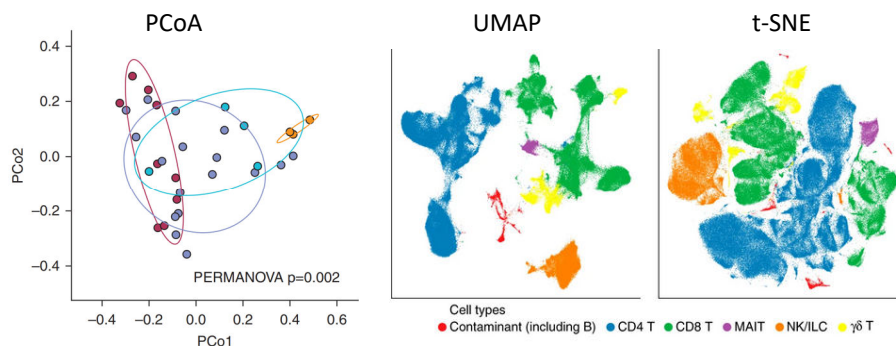 PCoA
UMAP
t-SNE
0.4
0.2
0.0
−0.2
−0.4
PCo2
PERMANOVA p=0.002
−0.4 −0.2 0.0 0.2 0.4 0.6
PCo1
Cell types
Contaminant (including B) CD4 T CD8 T MAIT NK/ILC γδ T